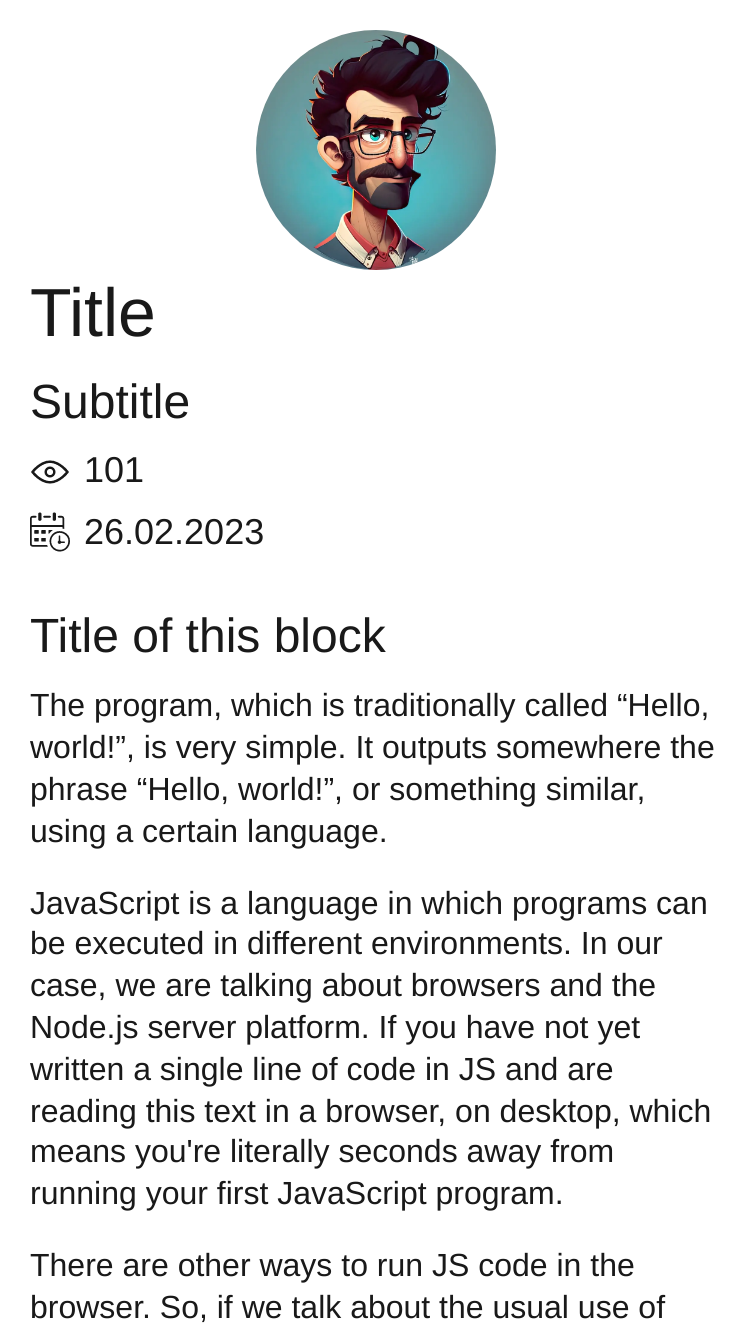 Title
Subtitle
101
26.02.2023
Title of this block
The program, which is traditionally called “Hello,
world!”, is very simple. It outputs somewhere the
phrase “Hello, world!”, or something similar,
using a certain language.
JavaScript is a language in which programs can
be executed in different environments. In our
case, we are talking about browsers and the
Node.js server platform. If you have not yet
written a single line of code in JS and are
reading this text in a browser, on desktop, which
means you're literally seconds away from
running your first JavaScript program.
There are other ways to run JS code in the
browser. So, if we talk about the usual use of